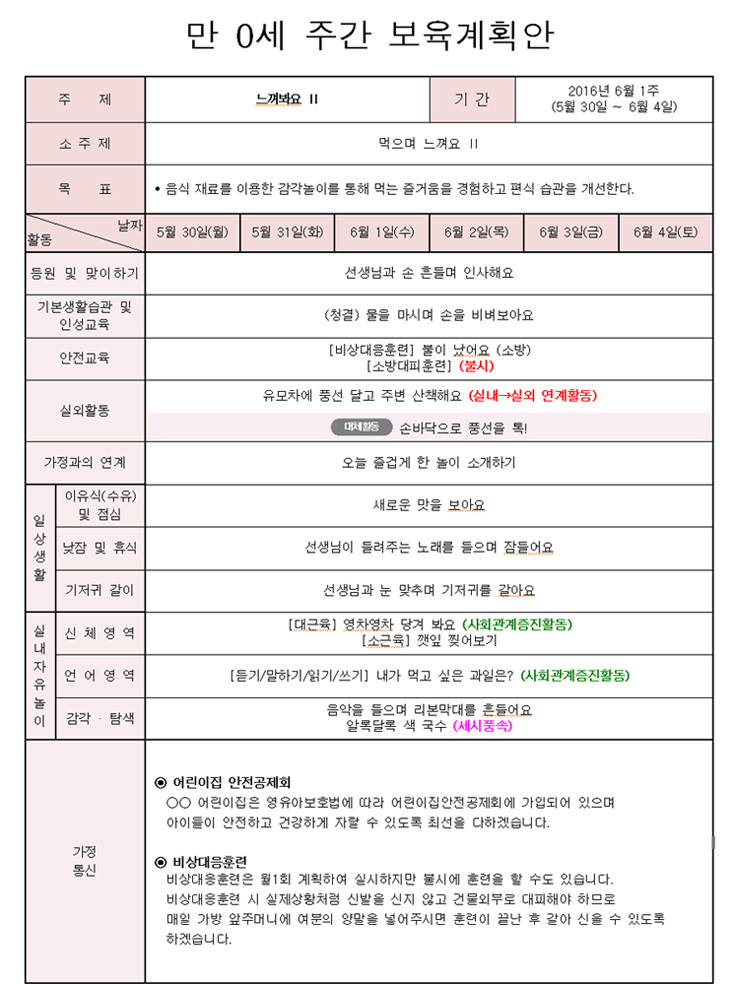 만 0세 주간 보육계획안
주 제
느껴봐요 II
기 간
2016년 6월 1주
(5월 30일 ~ 6월 4일)
소 주 제
먹으며 느껴요 II
목 표
• 음식 재료를 이용한 감각놀이를 통해 먹는 즐거움을 경험하고 편식 습관을 개선한다.
날짜
활동
5월 30일(월)
5월 31일(화)
6월 1일(수)
6월 2일(목)
6월 3일(금)
6월 4일(토)
등원 및 맞이하기
선생님과 손 흔들며 인사해요
기본생활습관 및
인성교육
(청결) 물을 마시며 손을 비벼보아요
안전교육
[비상대응훈련] 불이 났어요 (소방)
[소방대피훈련] (불시)
실외활동
유모차에 풍선 달고 주변 산책해요 (실내→실외 연계활동)
대체활동 손바닥으로 풍선을 톡!
가정과의 연계
오늘 즐겁게 한 놀이 소개하기
일상생활
이유식(수유)
및 점심
새로운 맛을 보아요
낮잠 및 휴식
선생님이 들려주는 노래를 들으며 잠들어요
기저귀 갈이
선생님과 눈 맞추며 기저귀를 갈아요
실내자유놀이
신 체 영 역
[대근육] 영차영차 당겨 봐요 (사회관계증진활동)
[소근육] 깻잎 찢어보기
언 어 영 역
[듣기/말하기/읽기/쓰기] 내가 먹고 싶은 과일은? (사회관계증진활동)
감각 · 탐색
음악을 들으며 리본막대를 흔들어요
알록달록 색 국수 (세시풍속)
가정
통신
◉ 어린이집 안전공제회
○○ 어린이집은 영유아보호법에 따라 어린이집안전공제회에 가입되어 있으며
아이들이 안전하고 건강하게 자랄 수 있도록 최선을 다하겠습니다.
◉ 비상대응훈련
비상대응훈련은 월1회 계획하여 실시하지만 불시에 훈련을 할 수도 있습니다.
비상대응훈련 시 실제상황처럼 신발을 신지 않고 건물외부로 대피해야 하므로
매일 가방 앞주머니에 여분의 양말을 넣어주시면 훈련이 끝난 후 갈아 신을 수 있도록
하겠습니다.